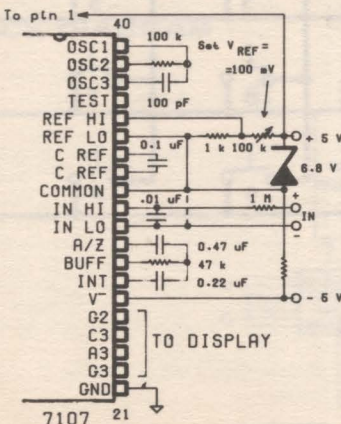 To pin 1
40
OSC1
100 k
Set V REF =
=100 mV
OSC2
OSC3
TEST
100 pF
REF HI
REF LO
+ 5 V
1 k
100 k
C REF
0.1 uF
C REF
6.8 V
COMMON
+
IN HI
.01 uF
1 M
IN
IN LO
-
A/Z
0.47 uF
BUFF
47 k
INT
0.22 uF
V-
- 5 V
G2
C3
TO DISPLAY
A3
G3
GND
7107
21